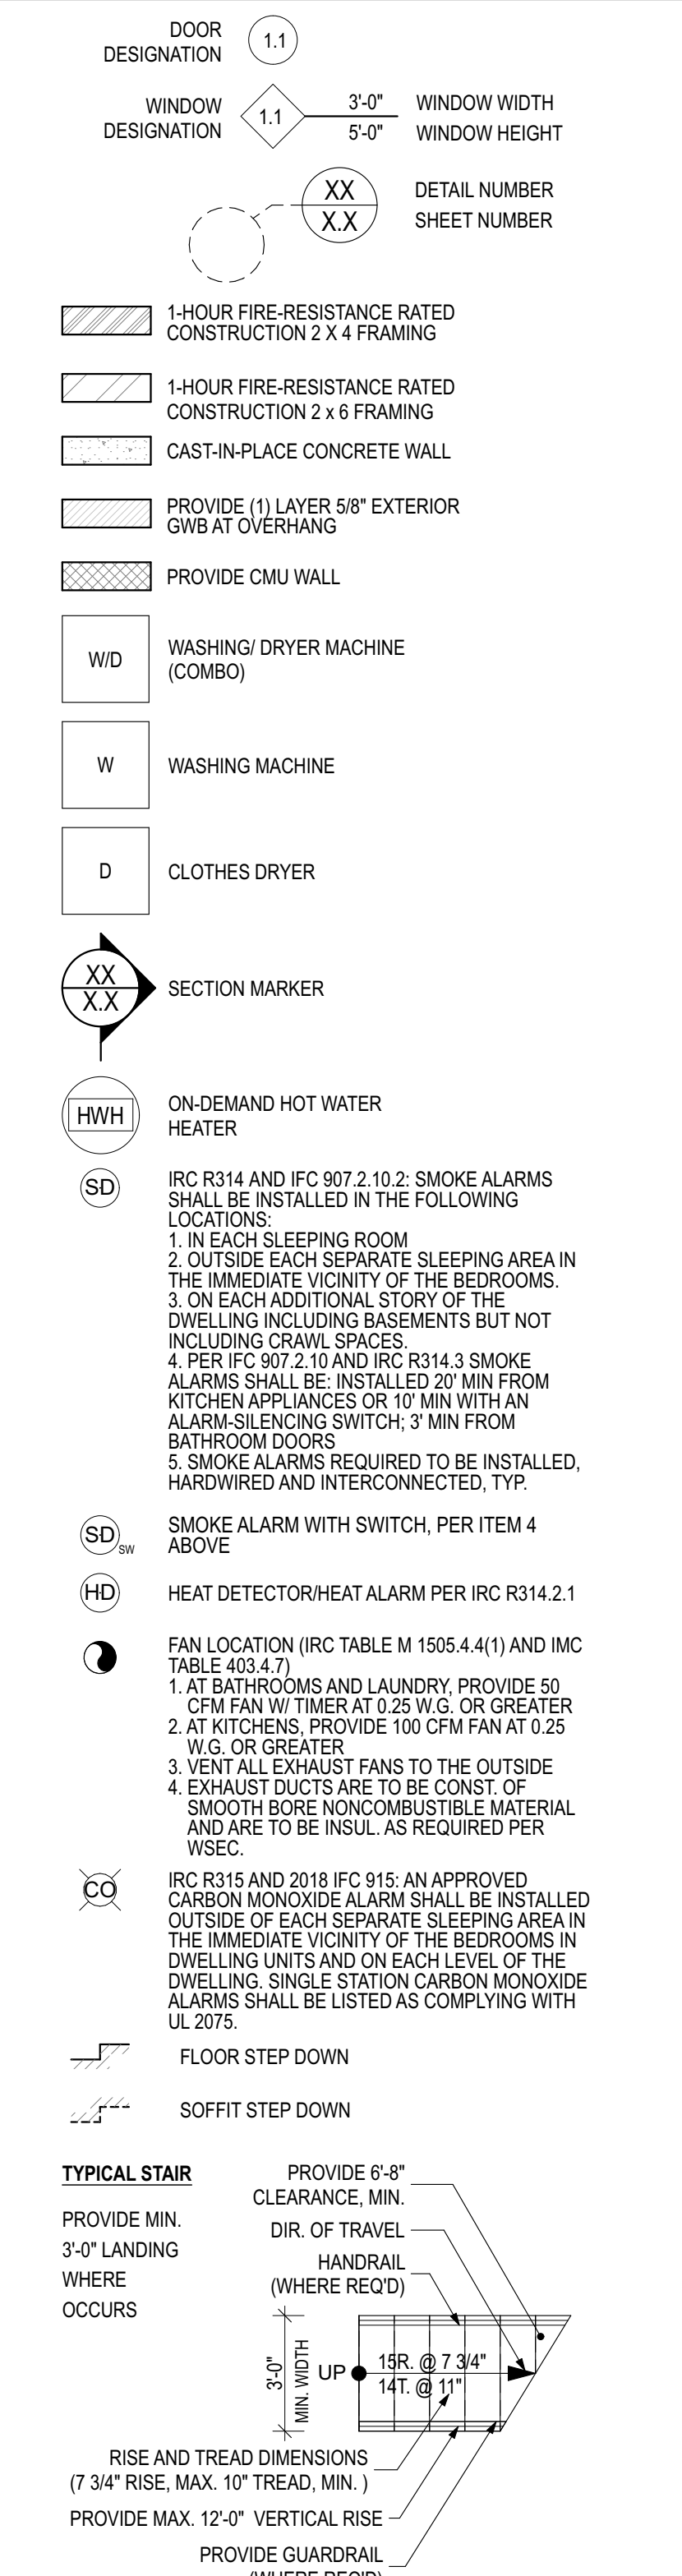 DOOR
DESIGNATION
1.1
WINDOW
DESIGNATION
1.1
3'-0"
5'-0"
WINDOW WIDTH
WINDOW HEIGHT
XX
X.X
DETAIL NUMBER
SHEET NUMBER
1-HOUR FIRE-RESISTANCE RATED
CONSTRUCTION 2 X 4 FRAMING
1-HOUR FIRE-RESISTANCE RATED
CONSTRUCTION 2 x 6 FRAMING
CAST-IN-PLACE CONCRETE WALL
PROVIDE (1) LAYER 5/8" EXTERIOR
GWB AT OVERHANG
PROVIDE CMU WALL
W/D
WASHING/ DRYER MACHINE
(COMBO)
W
WASHING MACHINE
D
CLOTHES DRYER
XX
X.X
SECTION MARKER
HWH
ON-DEMAND HOT WATER
HEATER
SD
IRC R314 AND IFC 907.2.10.2: SMOKE ALARMS
SHALL BE INSTALLED IN THE FOLLOWING
LOCATIONS:
1. IN EACH SLEEPING ROOM
2. OUTSIDE EACH SEPARATE SLEEPING AREA IN
THE IMMEDIATE VICINITY OF THE BEDROOMS.
3. ON EACH ADDITIONAL STORY OF THE
DWELLING INCLUDING BASEMENTS BUT NOT
INCLUDING CRAWL SPACES.
4. PER IFC 907.2.10 AND IRC R314.3 SMOKE
ALARMS SHALL BE: INSTALLED 20' MIN FROM
KITCHEN APPLIANCES OR 10' MIN WITH AN
ALARM-SILENCING SWITCH; 3' MIN FROM
BATHROOM DOORS
5. SMOKE ALARMS REQUIRED TO BE INSTALLED,
HARDWIRED AND INTERCONNECTED, TYP.
SD
SW
SMOKE ALARM WITH SWITCH, PER ITEM 4
ABOVE
HD
HEAT DETECTOR/HEAT ALARM PER IRC R314.2.1
FAN LOCATION (IRC TABLE M 1505.4.4(1) AND IMC
TABLE 403.4.7)
1. AT BATHROOMS AND LAUNDRY, PROVIDE 50
CFM FAN W/ TIMER AT 0.25 W.G. OR GREATER
2. AT KITCHENS, PROVIDE 100 CFM FAN AT 0.25
W.G. OR GREATER
3. VENT ALL EXHAUST FANS TO THE OUTSIDE
4. EXHAUST DUCTS ARE TO BE CONST. OF
SMOOTH BORE NONCOMBUSTIBLE MATERIAL
AND ARE TO BE INSUL. AS REQUIRED PER
WSEC.
CO
IRC R315 AND 2018 IFC 915: AN APPROVED
CARBON MONOXIDE ALARM SHALL BE INSTALLED
OUTSIDE OF EACH SEPARATE SLEEPING AREA IN
THE IMMEDIATE VICINITY OF THE BEDROOMS IN
DWELLING UNITS AND ON EACH LEVEL OF THE
DWELLING. SINGLE STATION CARBON MONOXIDE
ALARMS SHALL BE LISTED AS COMPLYING WITH
UL 2075.
FLOOR STEP DOWN
SOFFIT STEP DOWN
TYPICAL STAIR
PROVIDE MIN.
3'-0" LANDING
WHERE
OCCURS
PROVIDE 6'-8"
CLEARANCE, MIN.
DIR. OF TRAVEL
HANDRAIL
(WHERE REQ'D)
3'-0"
MIN. WIDTH
UP
15R. @ 7 3/4"
14T. @ 11"
RISE AND TREAD DIMENSIONS
(7 3/4" RISE, MAX. 10" TREAD, MIN. )
PROVIDE MAX. 12'-0" VERTICAL RISE
PROVIDE GUARDRAIL
(WHERE REQ'D)